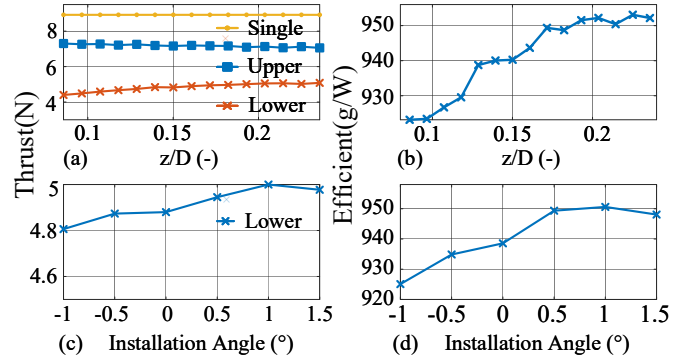 Thrust(N)
8
6
4
Single
Upper
Lower
0.1
0.15
0.2
(a)
z/D (-)
Efficient(g/W)
950
940
930
0.1
0.15
0.2
(b)
z/D (-)
5
4.8
4.6
Lower
-1
-0.5
0
0.5
1
1.5
(c)
Installation Angle (°)
950
940
930
920
-1
-0.5
0
0.5
1
1.5
(d)
Installation Angle (°)